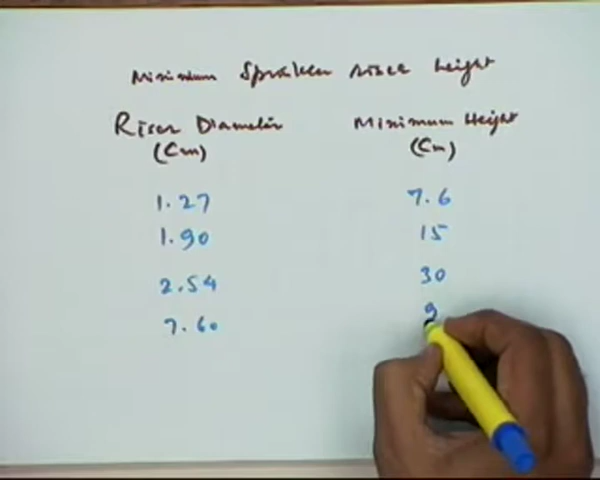 Minimum Sprinkler riser height
Riser Diameter Minimum Height
(Cm) (Cm)
1.27 7.6
1.90 15
2.54 30
7.60 9